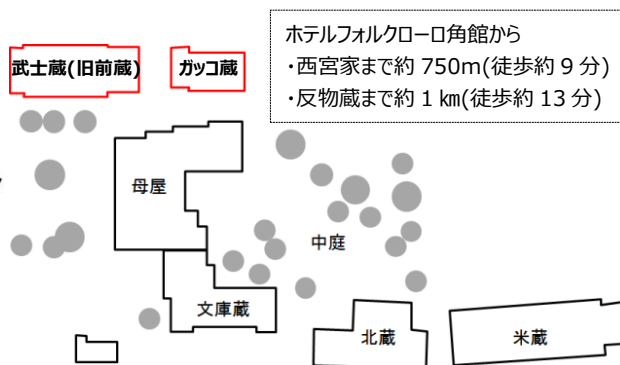 ホテルフォルクローロ角館から
・西宮家まで約 750m(徒歩約 9 分)
・反物蔵まで約 1 ㎞(徒歩約 13 分)
武士蔵(旧前蔵)
ガッコ蔵
母屋
中庭
文庫蔵
北蔵
米蔵